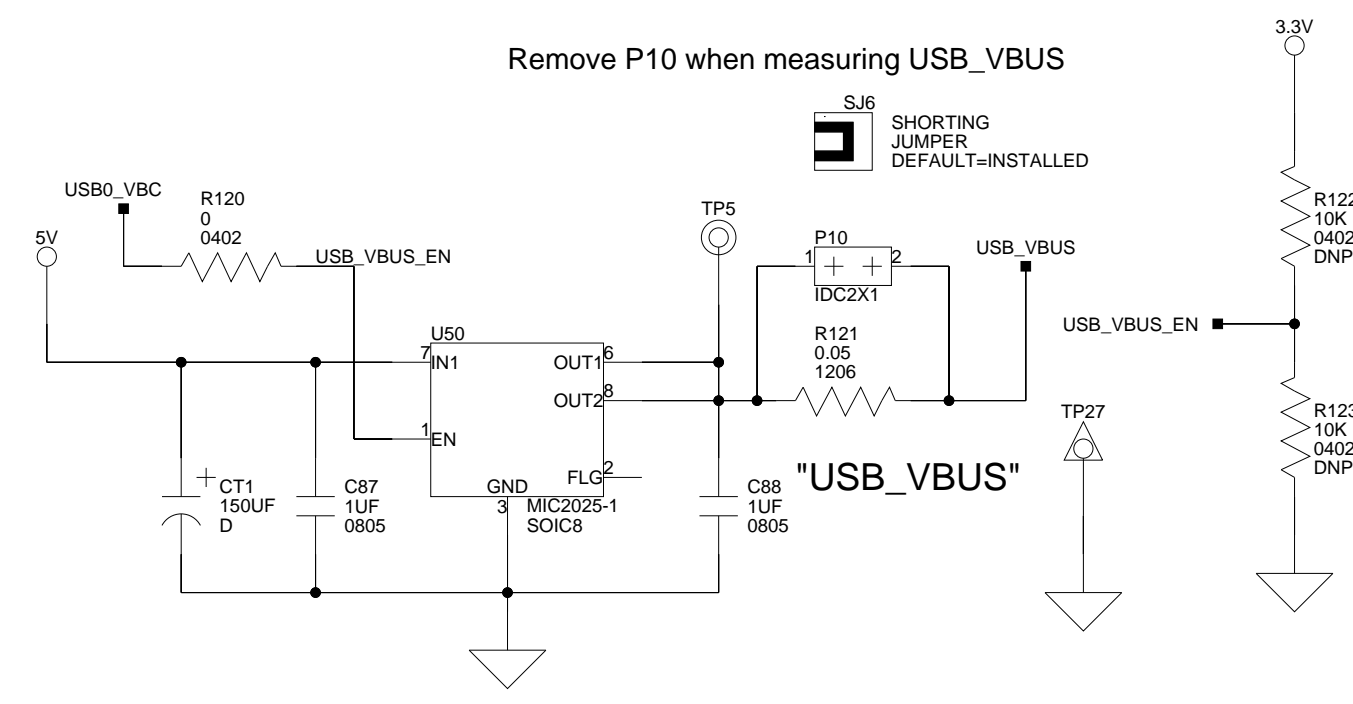 Remove P10 when measuring USB_VBUS
3.3V
SJ6
SHORTING
JUMPER
DEFAULT=INSTALLED
USB0_VBC
R120
0
0402
5V
USB_VBUS_EN
TP5
P10
1
2
IDC2X1
USB_VBUS
R122
10K
0402
DNP
USB_VBUS_EN
U50
7
IN1
OUT1
6
OUT2
8
1
EN
FLG
2
GND
3
MIC2025-1
SOIC8
R121
0.05
1206
TP27
R123
10K
0402
DNP
"USB_VBUS"
+
CT1
150UF
D
C87
1UF
0805
C88
1UF
0805